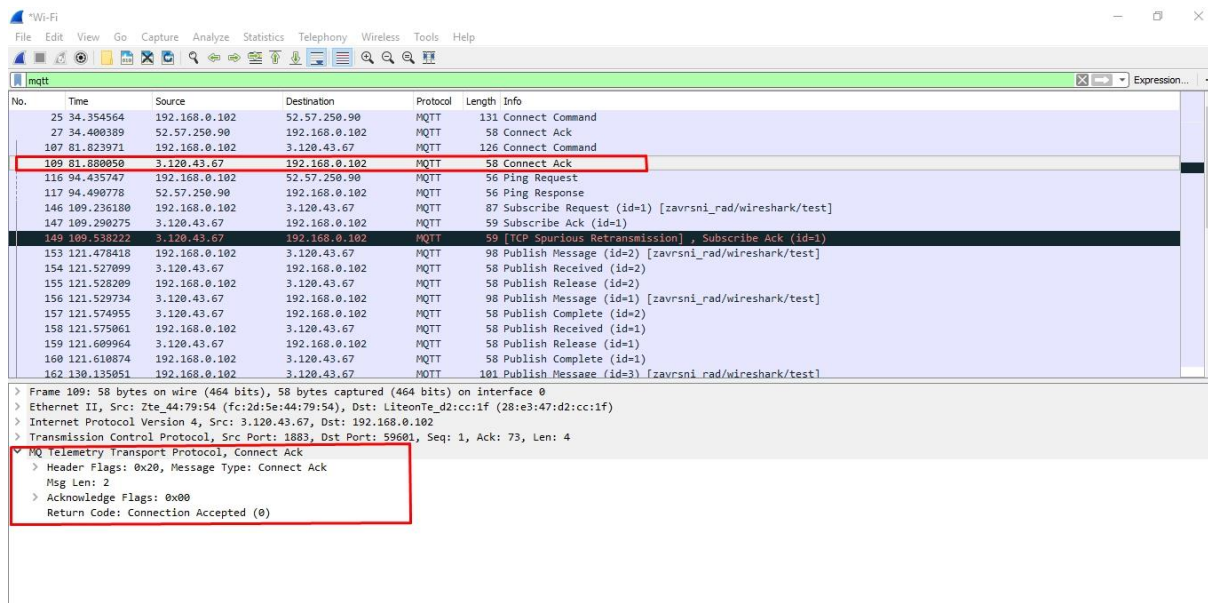 *Wi-Fi
File Edit View Go Capture Analyze Statistics Telephony Wireless Tools Help
mqtt Expression...
No. Time Source Destination Protocol Length Info
25 34.354564 192.168.0.102 52.57.250.90 MQTT 131 Connect Command
27 34.400389 52.57.250.90 192.168.0.102 MQTT 58 Connect Ack
107 81.823971 192.168.0.102 3.120.43.67 MQTT 126 Connect Command
109 81.880050 3.120.43.67 192.168.0.102 MQTT 58 Connect Ack
116 94.435747 192.168.0.102 52.57.250.90 MQTT 56 Ping Request
117 94.490778 52.57.250.90 192.168.0.102 MQTT 56 Ping Response
146 109.236180 192.168.0.102 3.120.43.67 MQTT 87 Subscribe Request (id=1) [zavrsni_rad/wireshark/test]
147 109.290275 3.120.43.67 192.168.0.102 MQTT 59 Subscribe Ack (id=1)
149 109.538222 3.120.43.67 192.168.0.102 MQTT 59 [TCP Spurious Retransmission] , Subscribe Ack (id=1)
153 121.478418 192.168.0.102 3.120.43.67 MQTT 98 Publish Message (id=2) [zavrsni_rad/wireshark/test]
154 121.527099 3.120.43.67 192.168.0.102 MQTT 58 Publish Received (id=2)
155 121.528209 192.168.0.102 3.120.43.67 MQTT 58 Publish Release (id=2)
156 121.529734 3.120.43.67 192.168.0.102 MQTT 98 Publish Message (id=1) [zavrsni_rad/wireshark/test]
157 121.574955 3.120.43.67 192.168.0.102 MQTT 58 Publish Complete (id=2)
158 121.575061 192.168.0.102 3.120.43.67 MQTT 58 Publish Received (id=1)
159 121.609964 3.120.43.67 192.168.0.102 MQTT 58 Publish Release (id=1)
160 121.610874 192.168.0.102 3.120.43.67 MQTT 58 Publish Complete (id=1)
162 130.135051 192.168.0.102 3.120.43.67 MQTT 101 Publish Message (id=3) [zavrsni_rad/wireshark/test]
> Frame 109: 58 bytes on wire (464 bits), 58 bytes captured (464 bits) on interface 0
> Ethernet II, Src: Zte_44:79:54 (fc:2d:5e:44:79:54), Dst: LiteonTe_d2:cc:1f (28:e3:47:d2:cc:1f)
> Internet Protocol Version 4, Src: 3.120.43.67, Dst: 192.168.0.102
> Transmission Control Protocol, Src Port: 1883, Dst Port: 59601, Seq: 1, Ack: 73, Len: 4
MQ Telemetry Transport Protocol, Connect Ack
> Header Flags: 0x20, Message Type: Connect Ack
Msg Len: 2
> Acknowledge Flags: 0x00
Return Code: Connection Accepted (0)